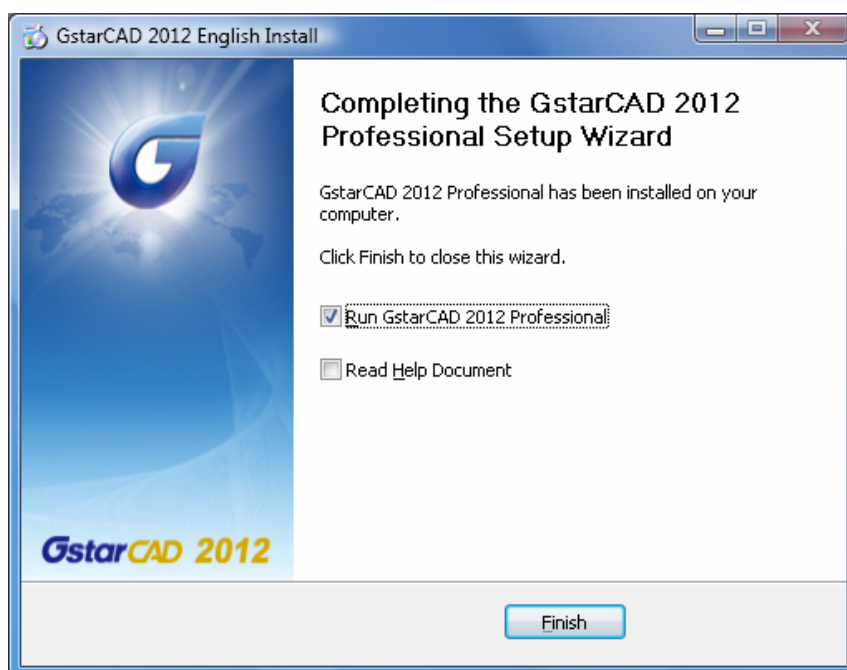 GstarCAD 2012 English Install
Completing the GstarCAD 2012
Professional Setup Wizard
GstarCAD 2012 Professional has been installed on your
computer.
Click Finish to close this wizard.
Run GstarCAD 2012 Professional
Read Help Document
GstarCAD 2012
Finish